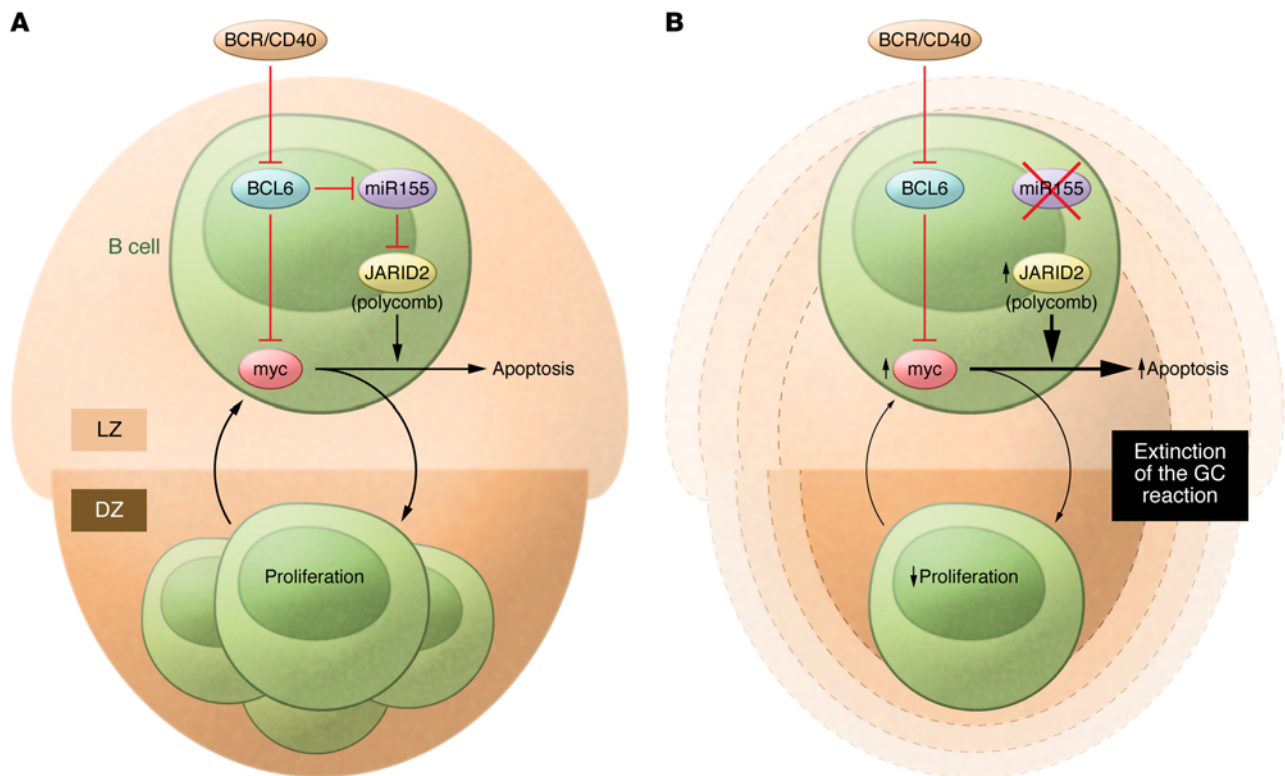 A
BCR/CD40
BCL6
miR155
B cell
JARID2
(polycomb)
myc
Apoptosis
LZ
DZ
Proliferation
B
BCR/CD40
BCL6
miR155
JARID2
(polycomb)
myc
Apoptosis
Extinction
of the GC
reaction
Proliferation